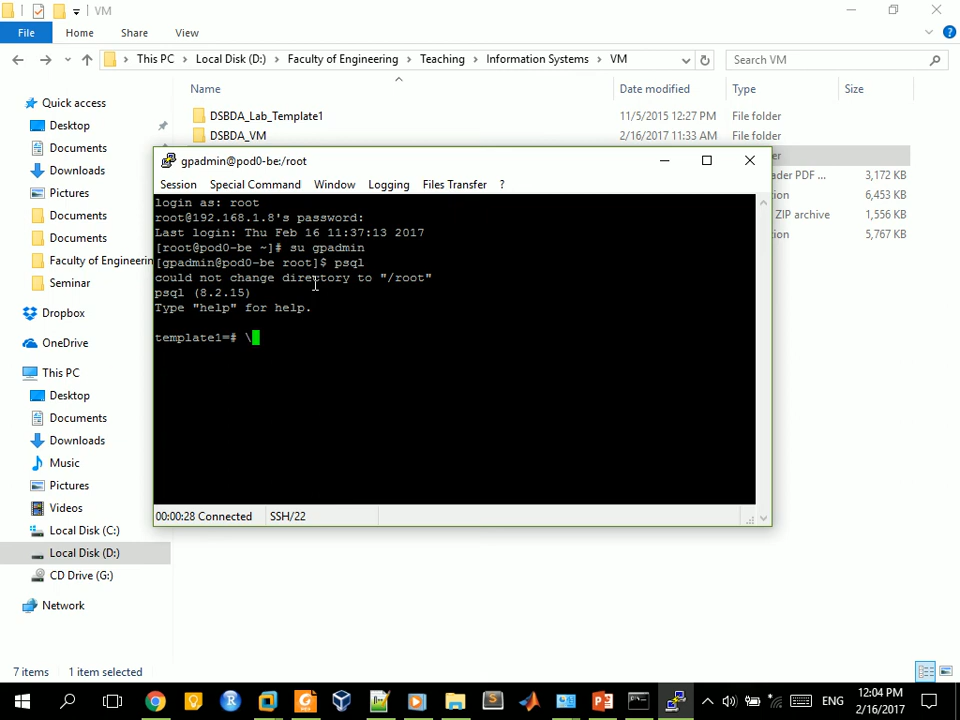 VM
File
Home
Share
View
This PC
Local Disk (D:)
Faculty of Engineering
Teaching
Information Systems
VM
Search VM
Name
Date modified
Type
Size
Quick access
Desktop
Documents
Downloads
Pictures
Documents
Documents
Faculty of Engineerin
Seminar
Dropbox
OneDrive
This PC
Desktop
Documents
Downloads
Music
Pictures
Videos
Local Disk (C:)
Local Disk (D:)
CD Drive (G:)
Network
DSBDA_Lab_Template1
11/5/2015 12:27 PM
File folder
DSBDA_VM
2/16/2017 11:33 AM
File folder
der
ader PDF ...
3,172 KB
6,453 KB
ZIP archive
1,556 KB
5,767 KB
gpadmin@pod0-be:/root
Session
Special Command
Window
Logging
Files Transfer
?
login as: root
root@192.168.1.8's password:
Last login: Thu Feb 16 11:37:13 2017
[root@pod0-be ~]# su gpadmin
[gpadmin@pod0-be root]$ psql
could not change directory to "/root"
psql (8.2.15)
Type "help" for help.
template1=# \
00:00:28 Connected
SSH/22
7 items
1 item selected
ENG
12:04 PM
2/16/2017